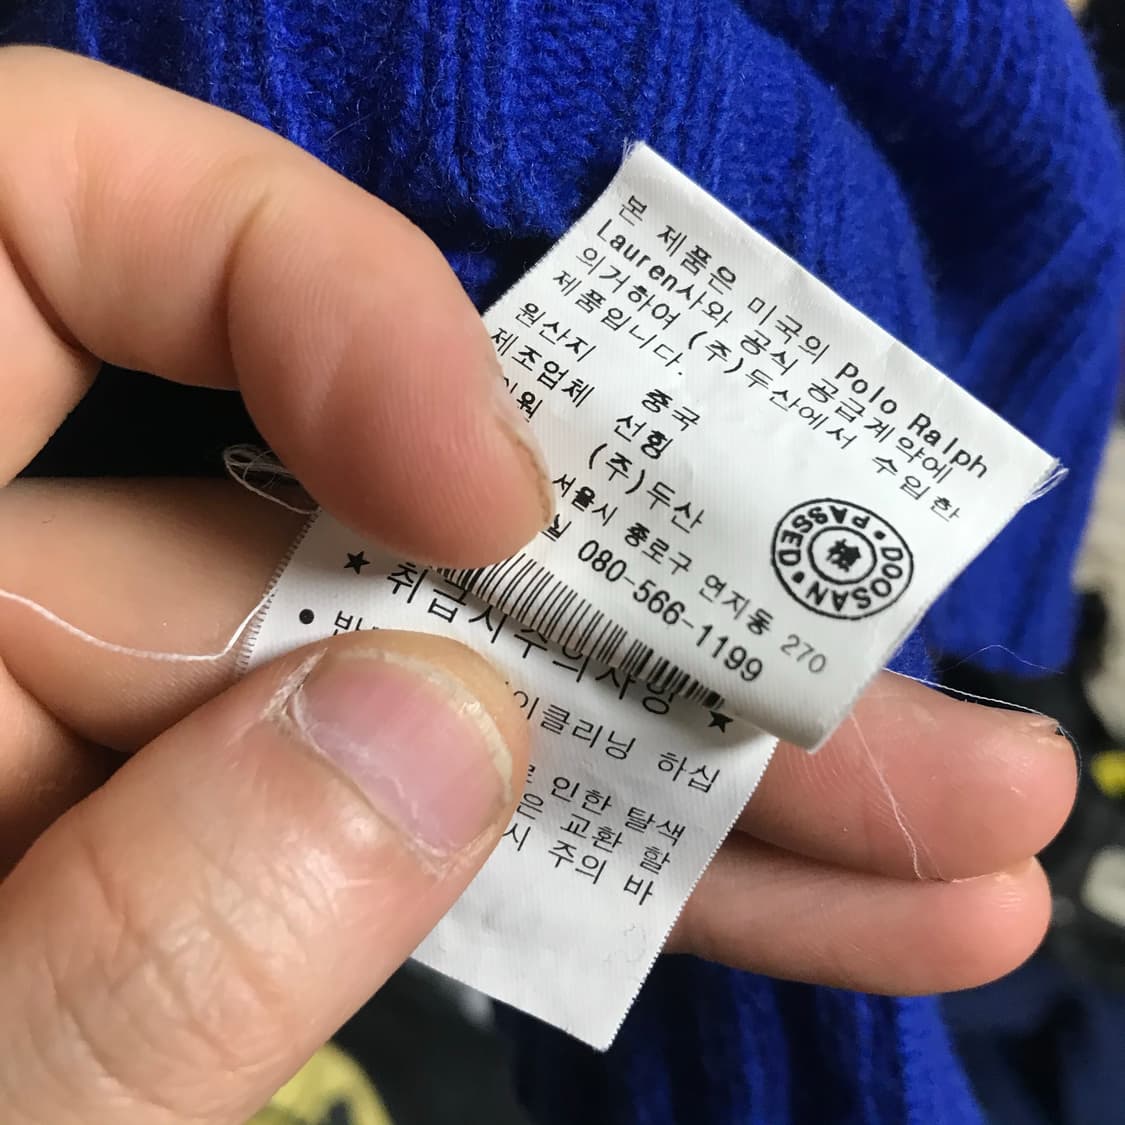 본 제품은 미국의 Polo Ralph
Lauren사와 공식 공급계약에
의거하여 (주)두산에서 수입한
제품입니다.
원산지 중국
제조업체 선힝
(주)두산
서울시 종로구 연지동 270
080-566-1199
DOOSAN • PASSED •
檢
★ 취급시주의사항 ★
•
이클리닝 하십
인한 탈색
은 교환 할
시 주의 바